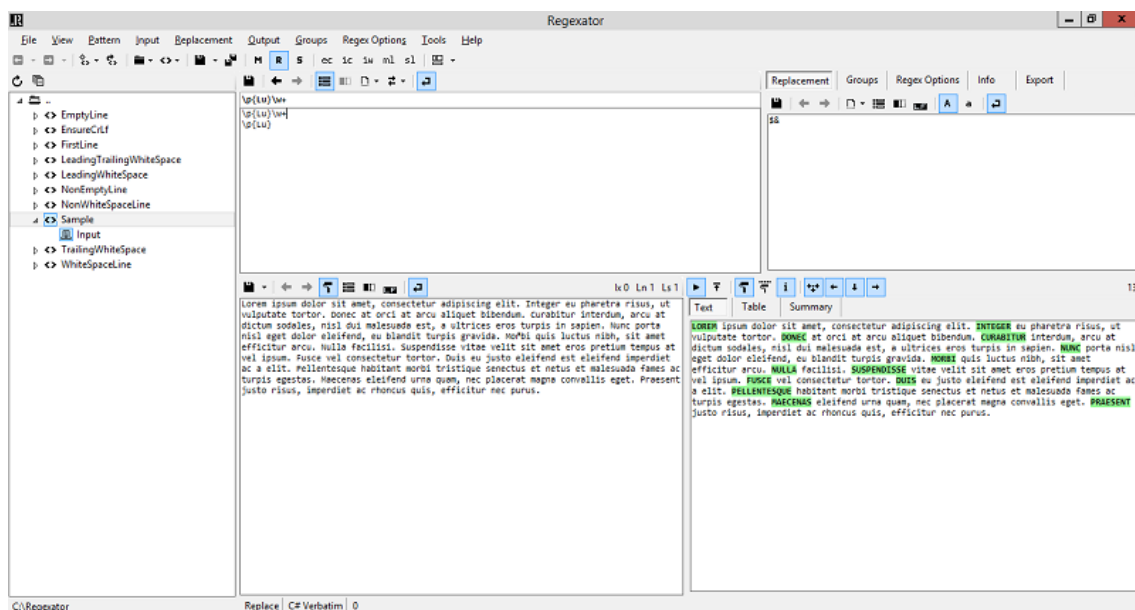 Regexator
File View Pattern Input Replacement Output Groups Regex Options Tools Help
M R S ec ic iw ml sl
..
EmptyLine
EnsureCrLf
FirstLine
LeadingTrailingWhiteSpace
LeadingWhiteSpace
NonEmptyLine
NonWhiteSpaceLine
Sample
Input
TrailingWhiteSpace
WhiteSpaceLine
\p{Lu}\w+
\p{Lu}\w+
\p{Lu}
Replacement Groups Regex Options Info Export
A a
$&
Ix 0 Ln 1 Ls 1
Lorem ipsum dolor sit amet, consectetur adipiscing elit. Integer eu pharetra risus, ut
vulputate tortor. Donec at orci at arcu aliquet bibendum. Curabitur interdum, arcu at
dictum sodales, nisl dui malesuada est, a ultrices eros turpis in sapien. Nunc porta
nisl eget dolor eleifend, eu blandit turpis gravida. Morbi quis luctus nibh, sit amet
efficitur arcu. Nulla facilisi. Suspendisse vitae velit sit amet eros pretium tempus at
vel ipsum. Fusce vel consectetur tortor. Duis eu justo eleifend est eleifend imperdiet
ac a elit. Pellentesque habitant morbi tristique senectus et netus et malesuada fames ac
turpis egestas. Maecenas eleifend urna quam, nec placerat magna convallis eget. Praesent
justo risus, imperdiet ac rhoncus quis, efficitur nec purus.
Text Table Summary
LOREM ipsum dolor sit amet, consectetur adipiscing elit. INTEGER eu pharetra risus, ut
vulputate tortor. DONEC at orci at arcu aliquet bibendum. CURABITUR interdum, arcu at
dictum sodales, nisl dui malesuada est, a ultrices eros turpis in sapien. NUNC porta nisl
eget dolor eleifend, eu blandit turpis gravida. MORBI quis luctus nibh, sit amet
efficitur arcu. NULLA facilisi. SUSPENDISSE vitae velit sit amet eros pretium tempus at
vel ipsum. FUSCE vel consectetur tortor. DUIS eu justo eleifend est eleifend imperdiet ac
a elit. PELLENTESQUE habitant morbi tristique senectus et netus et malesuada fames ac
turpis egestas. MAECENAS eleifend urna quam, nec placerat magna convallis eget. PRAESENT
justo risus, imperdiet ac rhoncus quis, efficitur nec purus.
C:\Regexator
Replace C# Verbatim 0